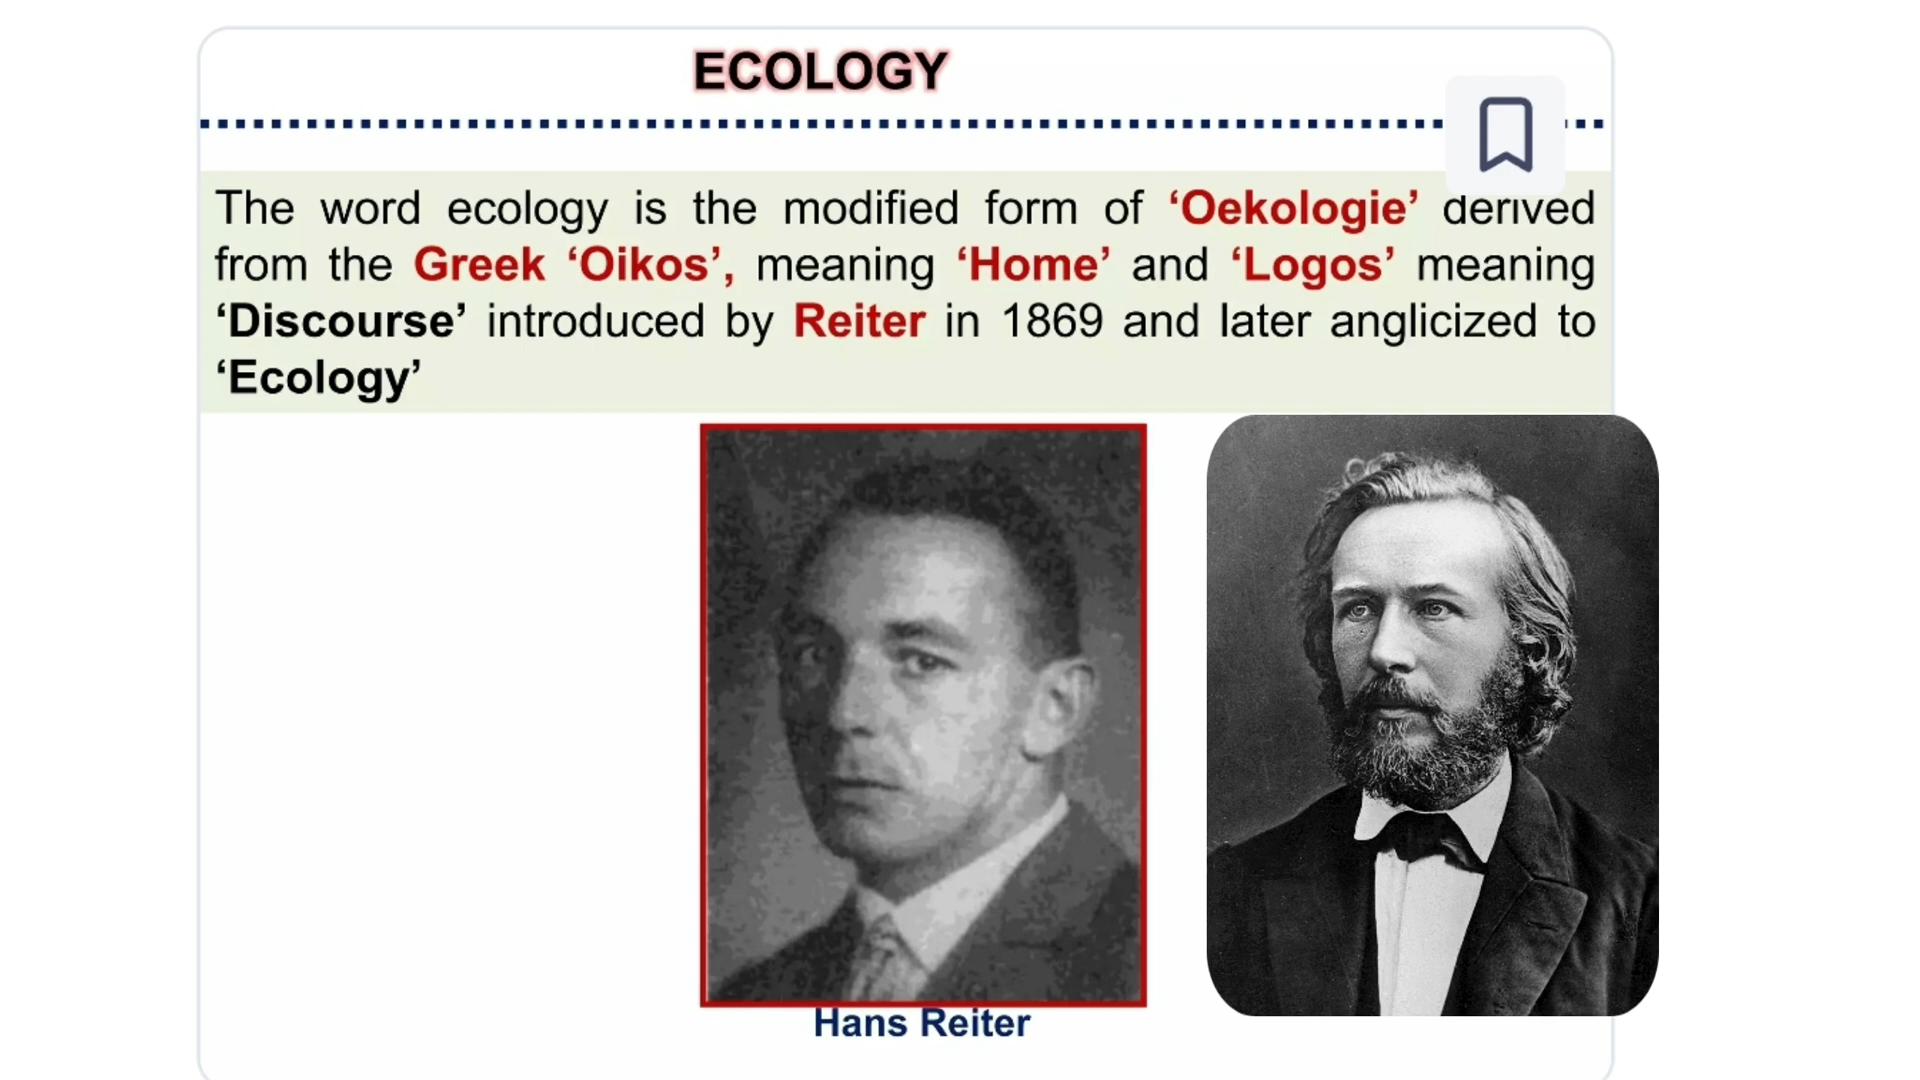 ECOLOGY
The word ecology is the modified form of ‘Oekologie’ derived
from the Greek ‘Oikos’, meaning ‘Home’ and ‘Logos’ meaning
‘Discourse’ introduced by Reiter in 1869 and later anglicized to
‘Ecology’
Hans Reiter